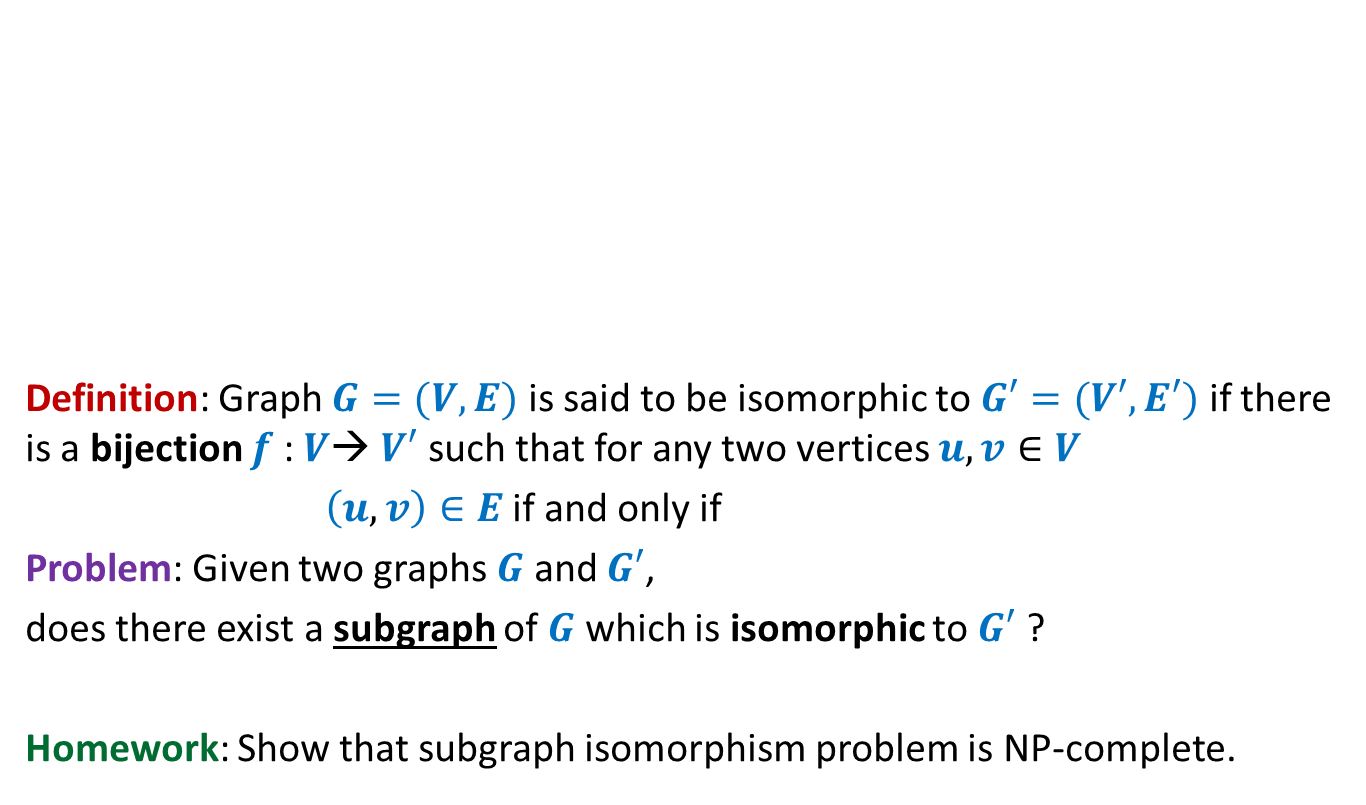 Definition: Graph G = (V, E) is said to be isomorphic to G′ = (V′, E′) if there
is a bijection f : V→ V′ such that for any two vertices u, v ∈ V
(u, v) ∈ E if and only if
Problem: Given two graphs G and G′,
does there exist a subgraph of G which is isomorphic to G′ ?
Homework: Show that subgraph isomorphism problem is NP-complete.